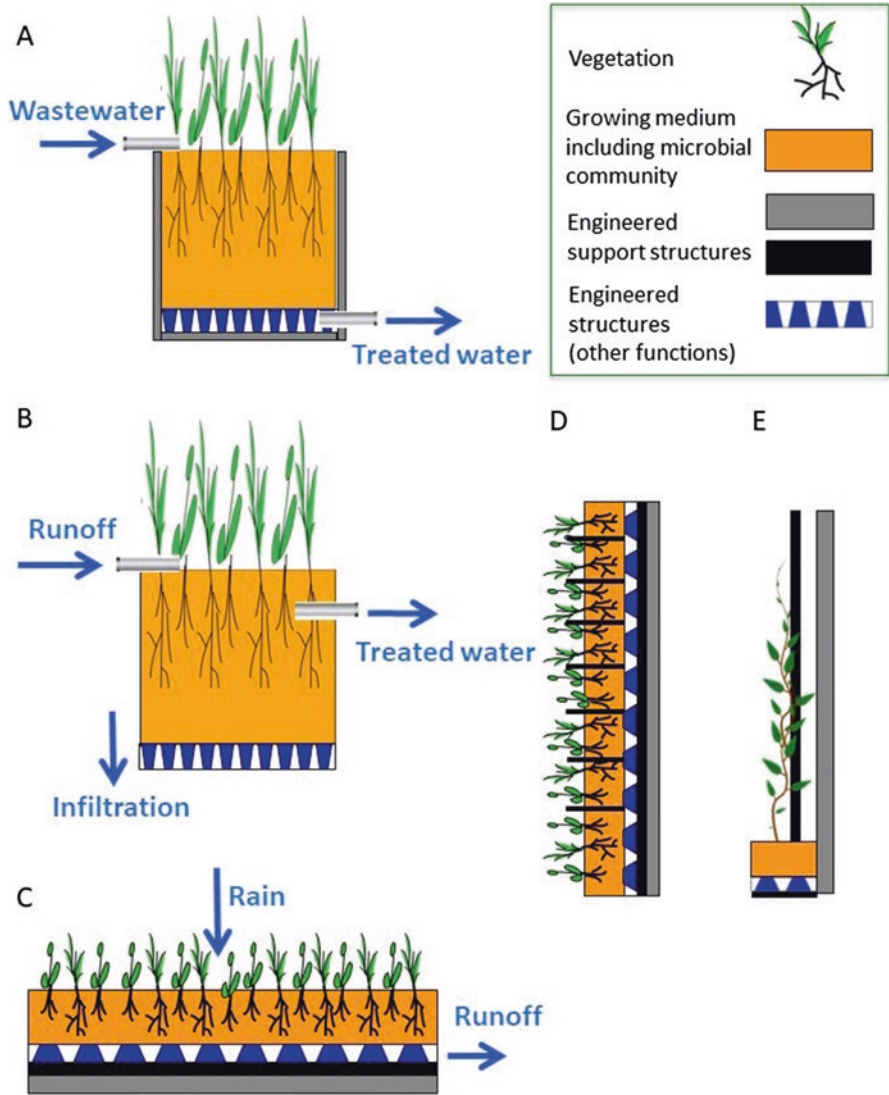 A
Wastewater
Treated water
Vegetation
Growing medium
including microbial
community
Engineered
support structures
Engineered
structures
(other functions)
B
Runoff
Treated water
Infiltration
D
E
C
Rain
Runoff